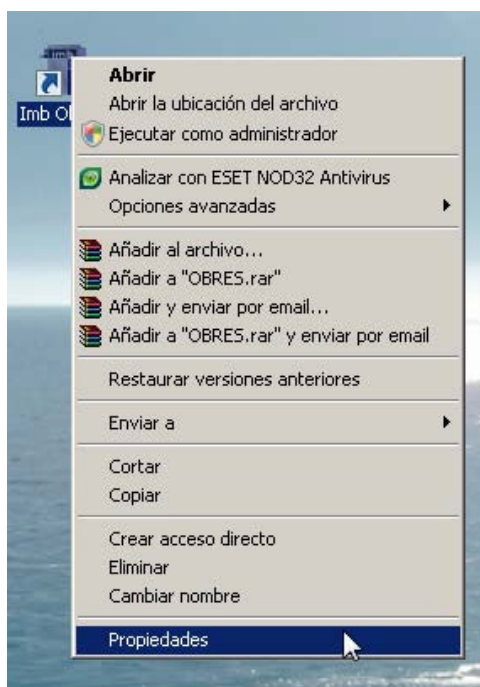 Imb
Imb Ob
Abrir
Abrir la ubicación del archivo
Ejecutar como administrador
Analizar con ESET NOD32 Antivirus
Opciones avanzadas
Añadir al archivo...
Añadir a "OBRES.rar"
Añadir y enviar por email...
Añadir a "OBRES.rar" y enviar por email
Restaurar versiones anteriores
Enviar a
Cortar
Copiar
Crear acceso directo
Eliminar
Cambiar nombre
Propiedades